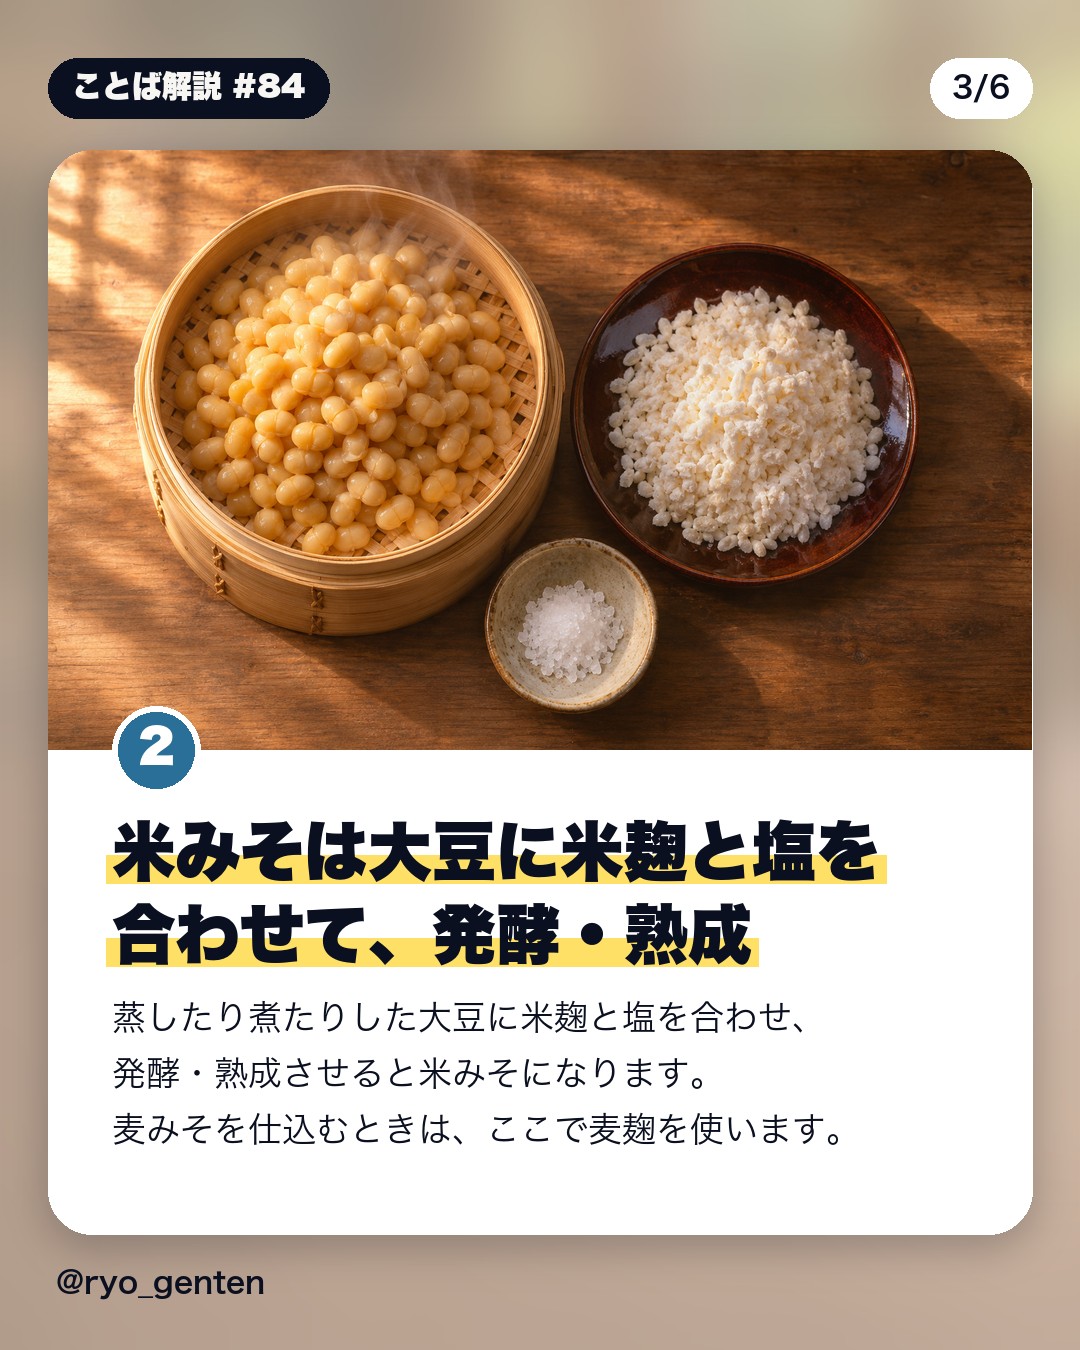 ことば解説 #84
3/6
2
米みそは大豆に米麹と塩を
合わせて、発酵・熟成
蒸したり煮たりした大豆に米麹と塩を合わせ、
発酵・熟成させると米みそになります。
麦みそを仕込むときは、ここで麦麹を使います。
@ryo_genten